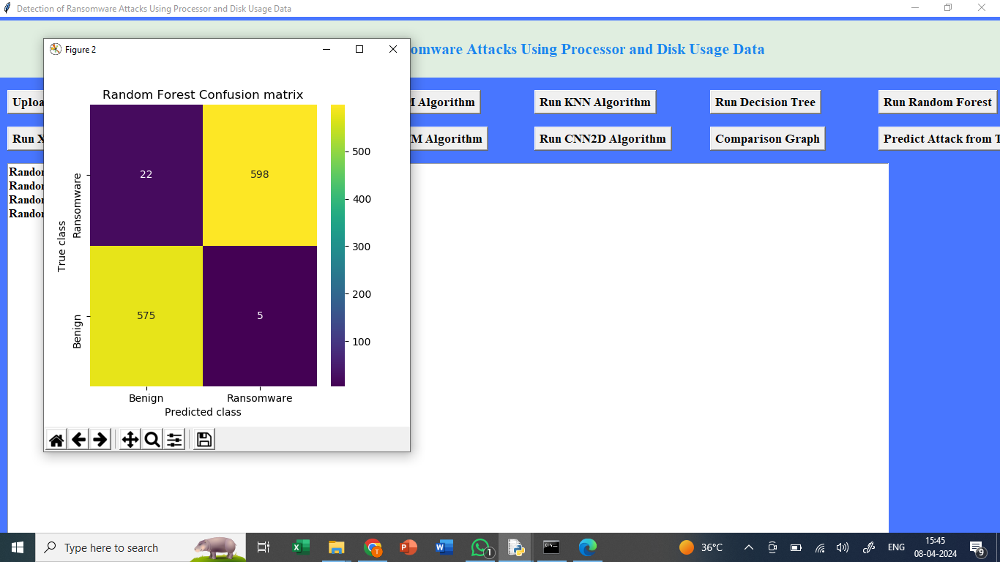 Detection of Ransomware Attacks Using Processor and Disk Usage Data
omware Attacks Using Processor and Disk Usage Data
Figure 2
Random Forest Confusion matrix
Uploa
M Algorithm
Run KNN Algorithm
Run Decision Tree
Run Random Forest
Run X
M Algorithm
Run CNN2D Algorithm
Comparison Graph
Predict Attack from T
Random
Random
Random
Random
22
598
575
5
500
400
300
200
100
True class
Ransomware
Benign
Benign
Ransomware
Predicted class
Type here to search
1
36°C
ENG
15:45
08-04-2024
9